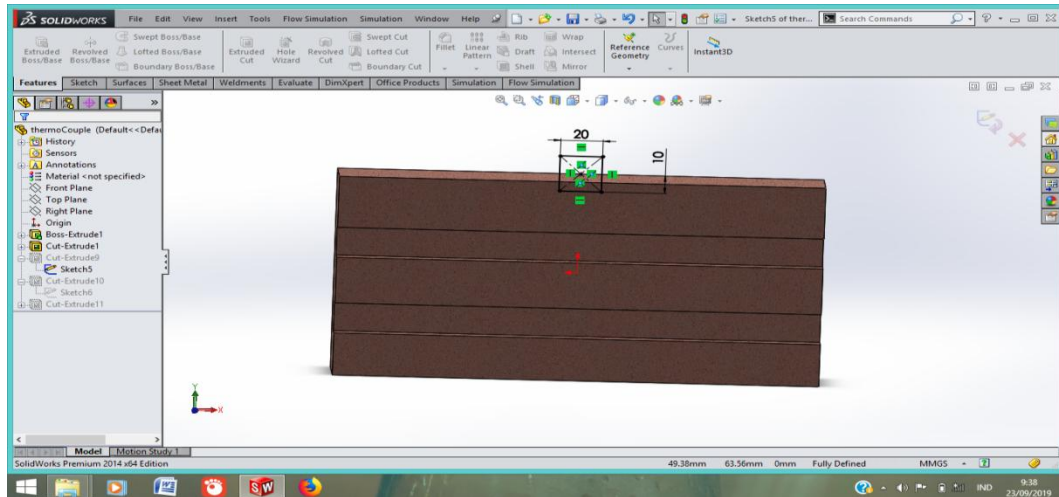 SOLIDWORKS File Edit View Insert Tools Flow Simulation Simulation Window Help Sketch5 of ther... Search Commands
Extruded Boss/Base Revolved Boss/Base Swept Boss/Base Lofted Boss/Base Boundary Boss/Base Extruded Cut Hole Wizard Revolved Cut Swept Cut Lofted Cut Boundary Cut Fillet Linear Pattern Rib Draft Shell Wrap Intersect Mirror Reference Geometry Curves Instant3D
Features Sketch Surfaces Sheet Metal Weldments Evaluate DimXpert Office Products Simulation Flow Simulation
thermoCouple (Default<<Defau
History
Sensors
Annotations
Material <not specified>
Front Plane
Top Plane
Right Plane
Origin
Boss-Extrude1
Cut-Extrude1
Cut-Extrude9
Sketch5
Cut-Extrude10
Sketch6
Cut-Extrude11
20
10
Y
X
Model Motion Study 1
SolidWorks Premium 2014 x64 Edition 49.38mm 63.56mm 0mm Fully Defined MMGS
IND 9:38
23/09/2019